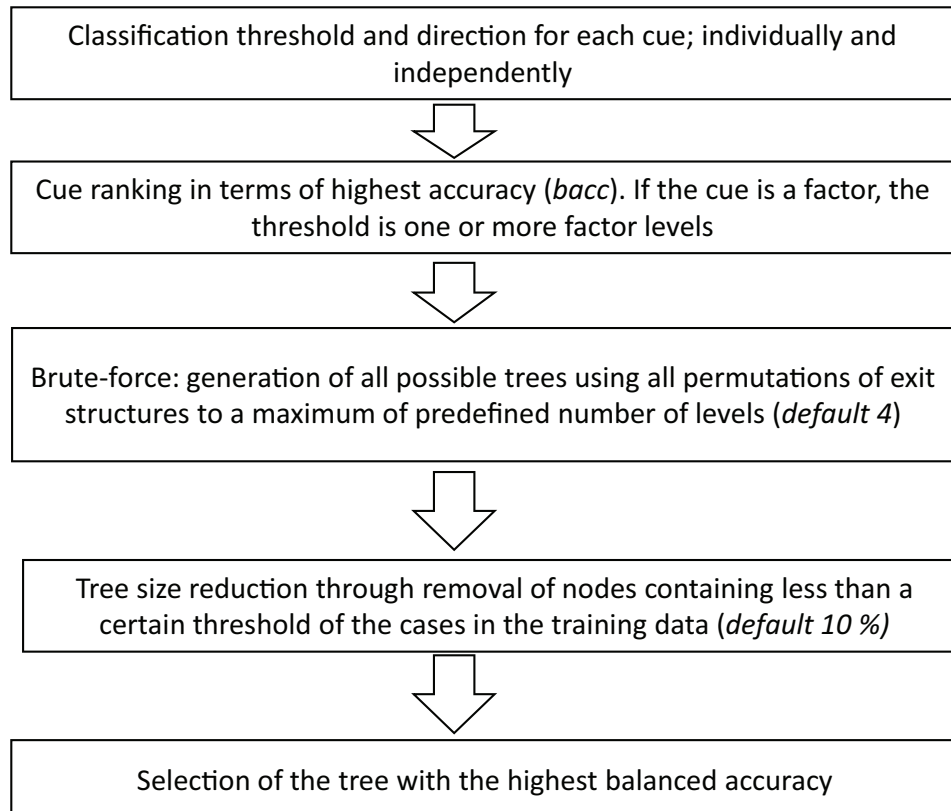 Classification threshold and direction for each cue; individually and
independently
Cue ranking in terms of highest accuracy (bacc). If the cue is a factor, the
threshold is one or more factor levels
Brute-force: generation of all possible trees using all permutations of exit
structures to a maximum of predefined number of levels (default 4)
Tree size reduction through removal of nodes containing less than a
certain threshold of the cases in the training data (default 10 %)
Selection of the tree with the highest balanced accuracy